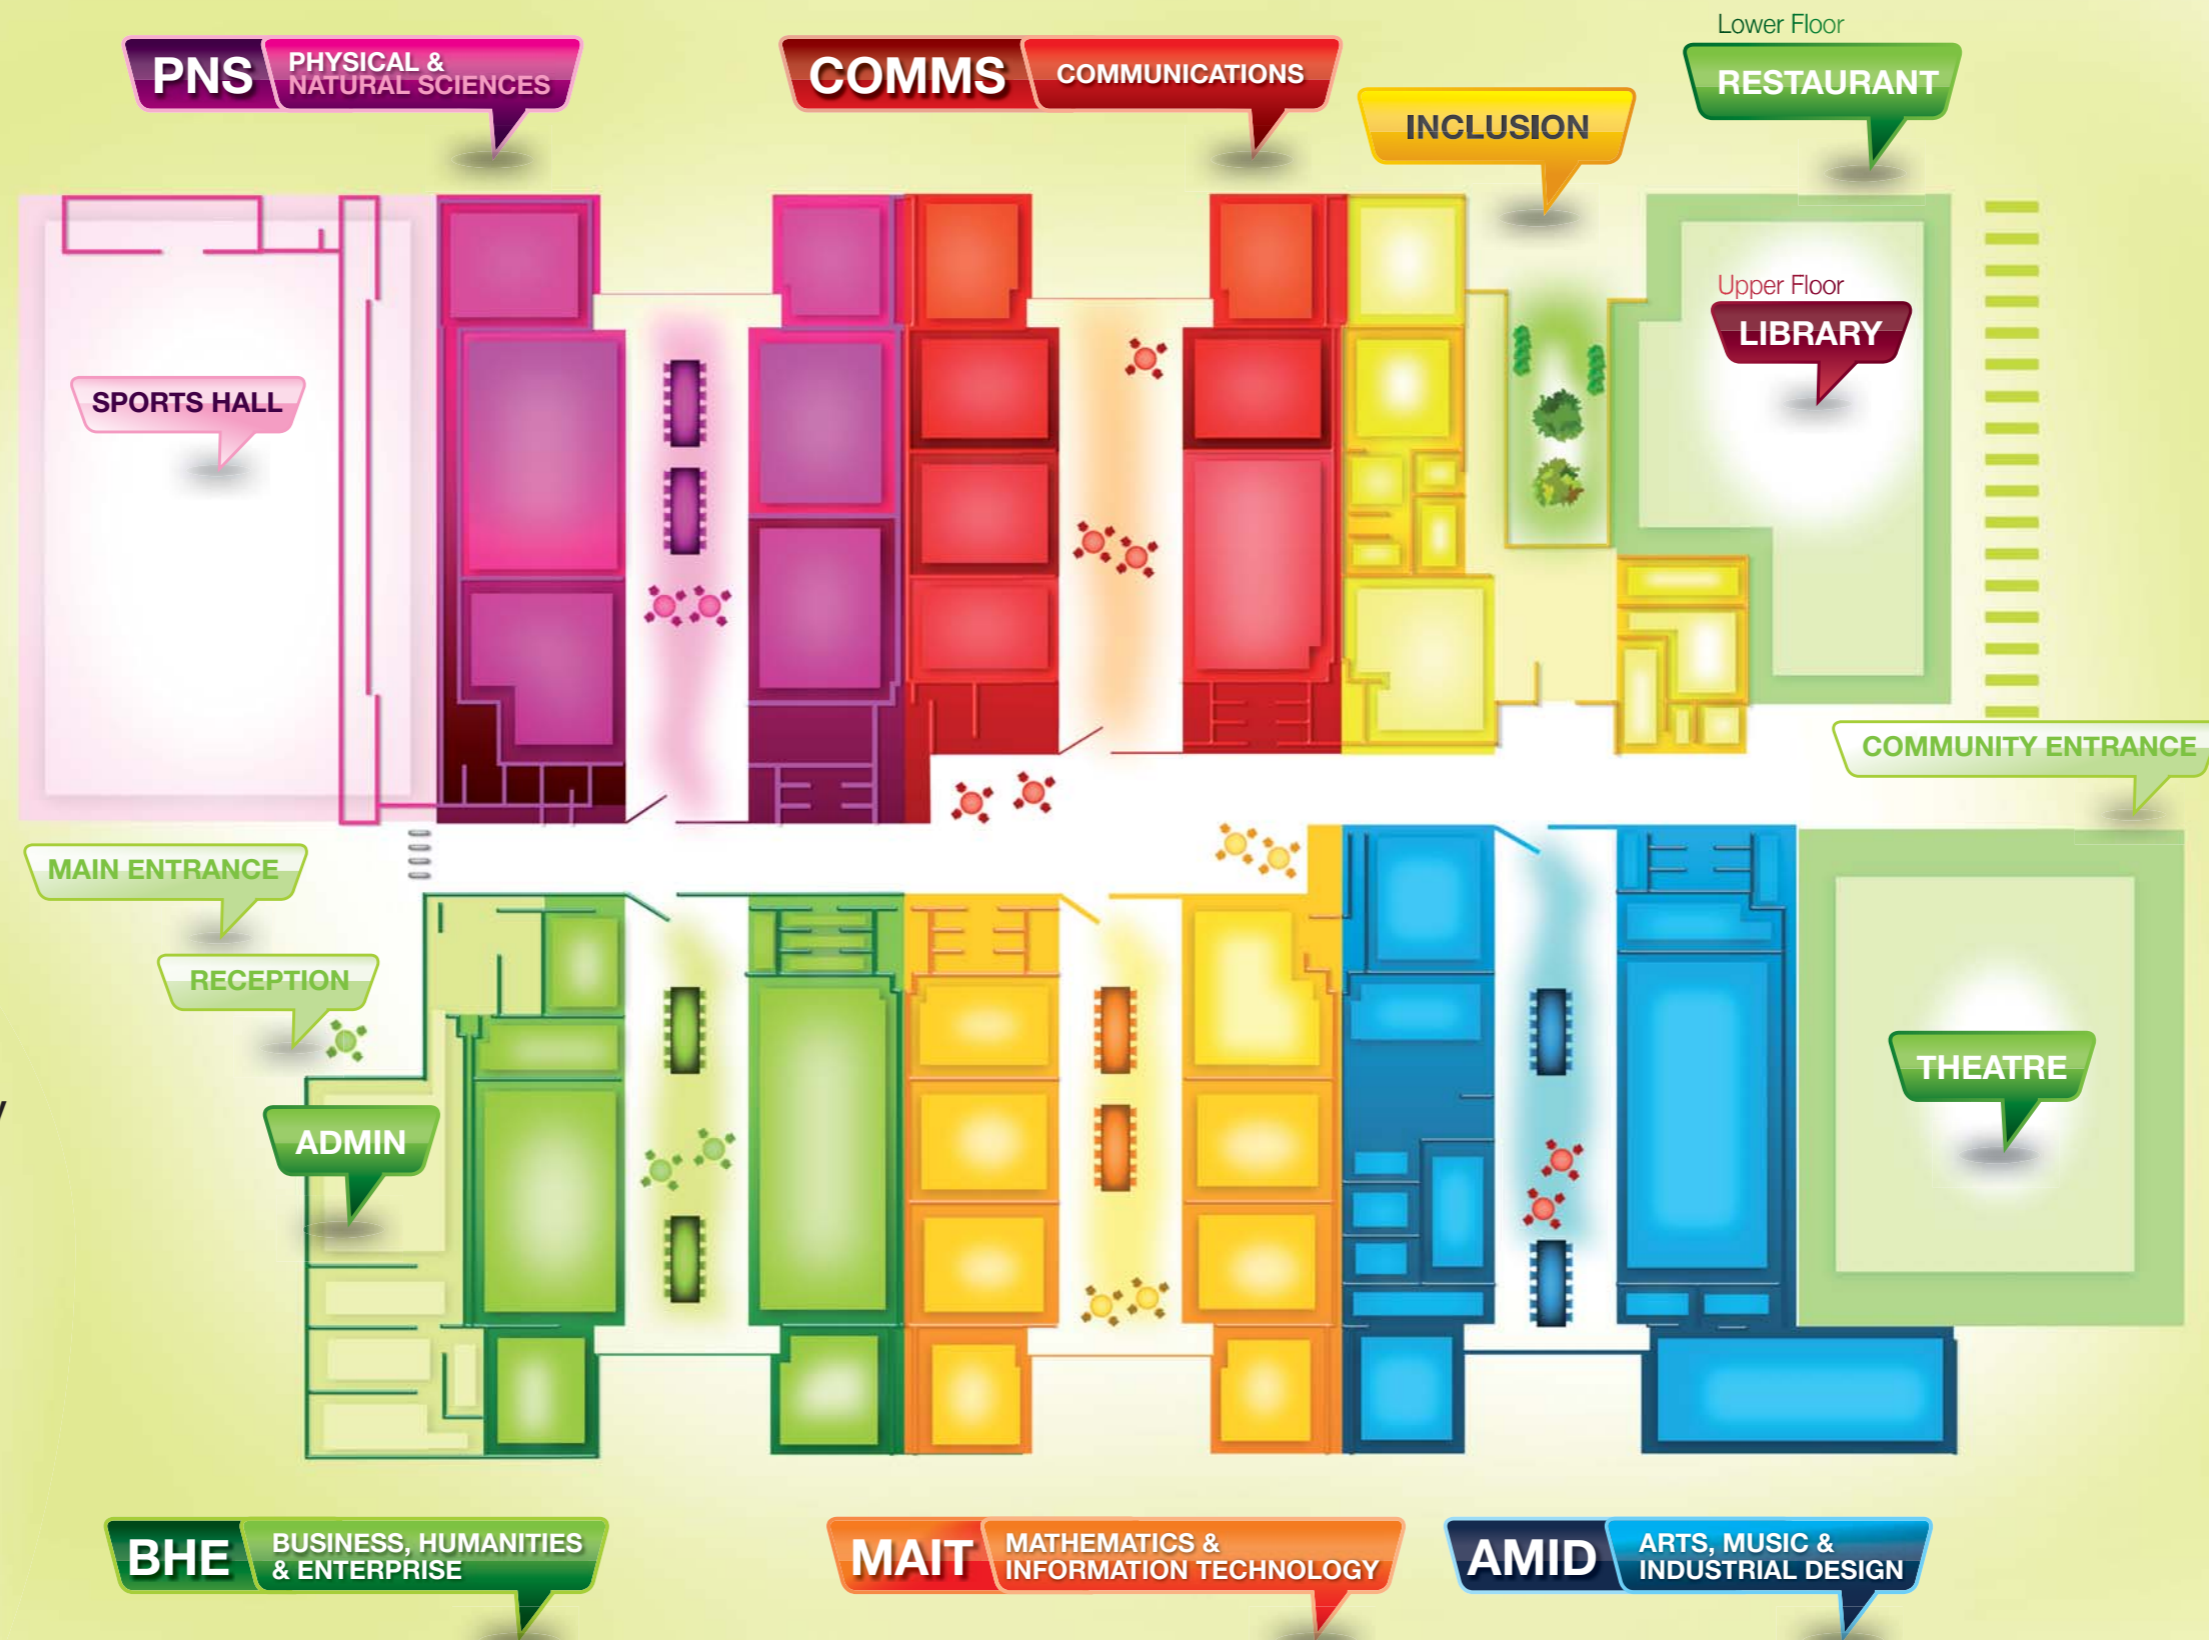 Lower Floor
PNS
PHYSICAL &
NATURAL SCIENCES
COMMS
COMMUNICATIONS
RESTAURANT
INCLUSION
Upper Floor
LIBRARY
SPORTS HALL
COMMUNITY ENTRANCE
MAIN ENTRANCE
RECEPTION
THEATRE
ADMIN
BHE
BUSINESS, HUMANITIES
& ENTERPRISE
MAIT
MATHEMATICS &
INFORMATION TECHNOLOGY
AMID
ARTS, MUSIC &
INDUSTRIAL DESIGN